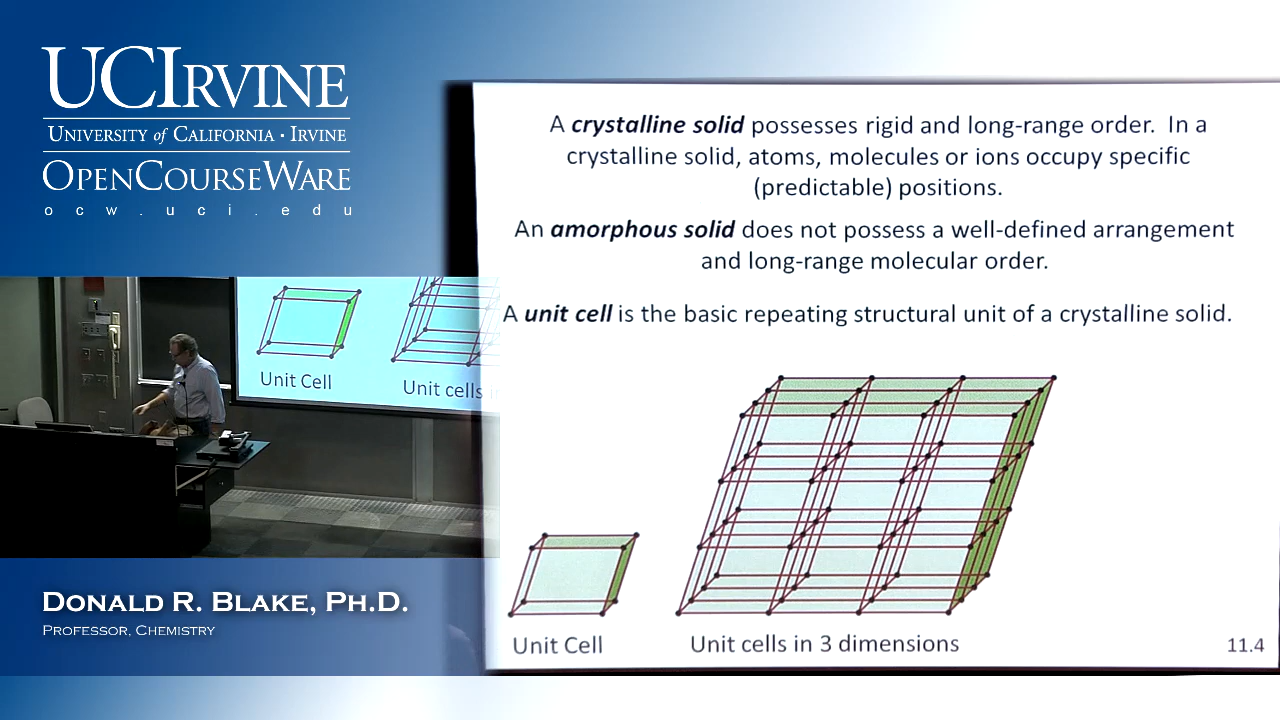 UCIRVINE
UNIVERSITY of CALIFORNIA · IRVINE
OPENCOURSEWARE
ocw.uci.edu
A crystalline solid possesses rigid and long-range order. In a
crystalline solid, atoms, molecules or ions occupy specific
(predictable) positions.
An amorphous solid does not possess a well-defined arrangement
and long-range molecular order.
A unit cell is the basic repeating structural unit of a crystalline solid.
Unit Cell
Unit cells in 3 dimensions
11.4
Unit Cell
Unit cells in
DONALD R. BLAKE, PH.D.
PROFESSOR, CHEMISTRY